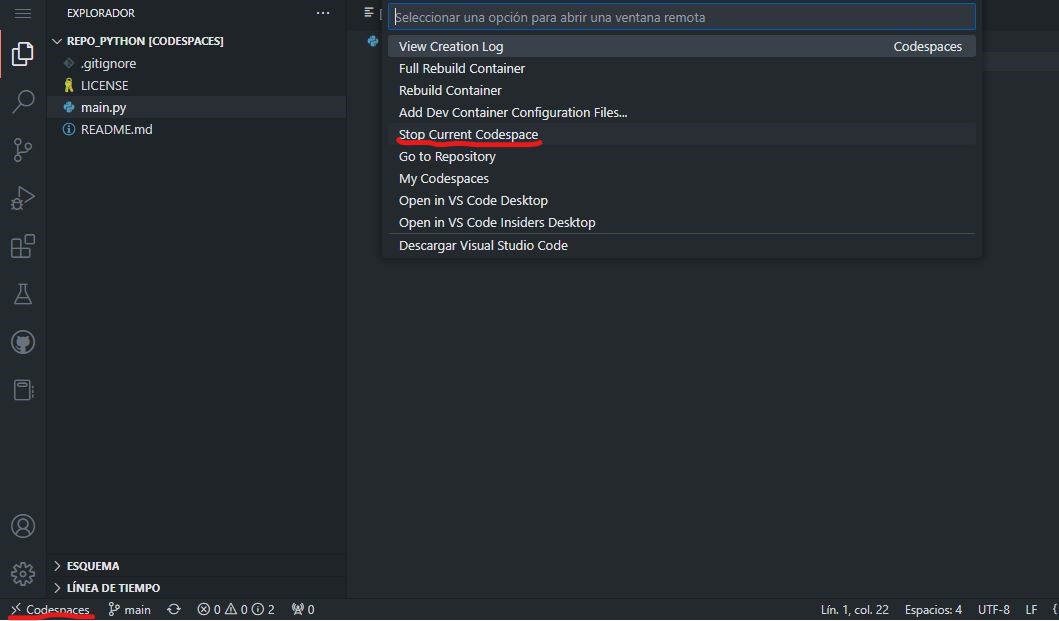 EXPLORADOR
REPO_PYTHON [CODESPACES]
.gitignore
LICENSE
main.py
README.md
Seleccionar una opción para abrir una ventana remota
View Creation Log Codespaces
Full Rebuild Container
Rebuild Container
Add Dev Container Configuration Files...
Stop Current Codespace
Go to Repository
My Codespaces
Open in VS Code Desktop
Open in VS Code Insiders Desktop
Descargar Visual Studio Code
ESQUEMA
LÍNEA DE TIEMPO
Codespaces main 0 0 2 0 Lín. 1, col. 22 Espacios: 4 UTF-8 LF {